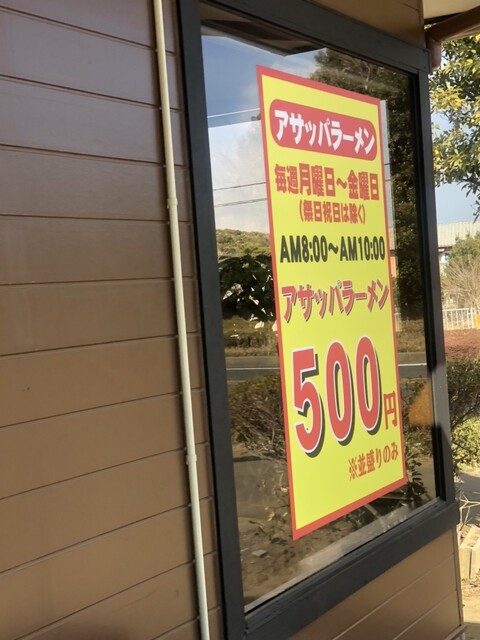 アサッパラーメン
毎週月曜日～金曜日
(祭日祝日は除く)
AM8:00～AM10:00
アサッパラーメン
500円
※並盛りのみ